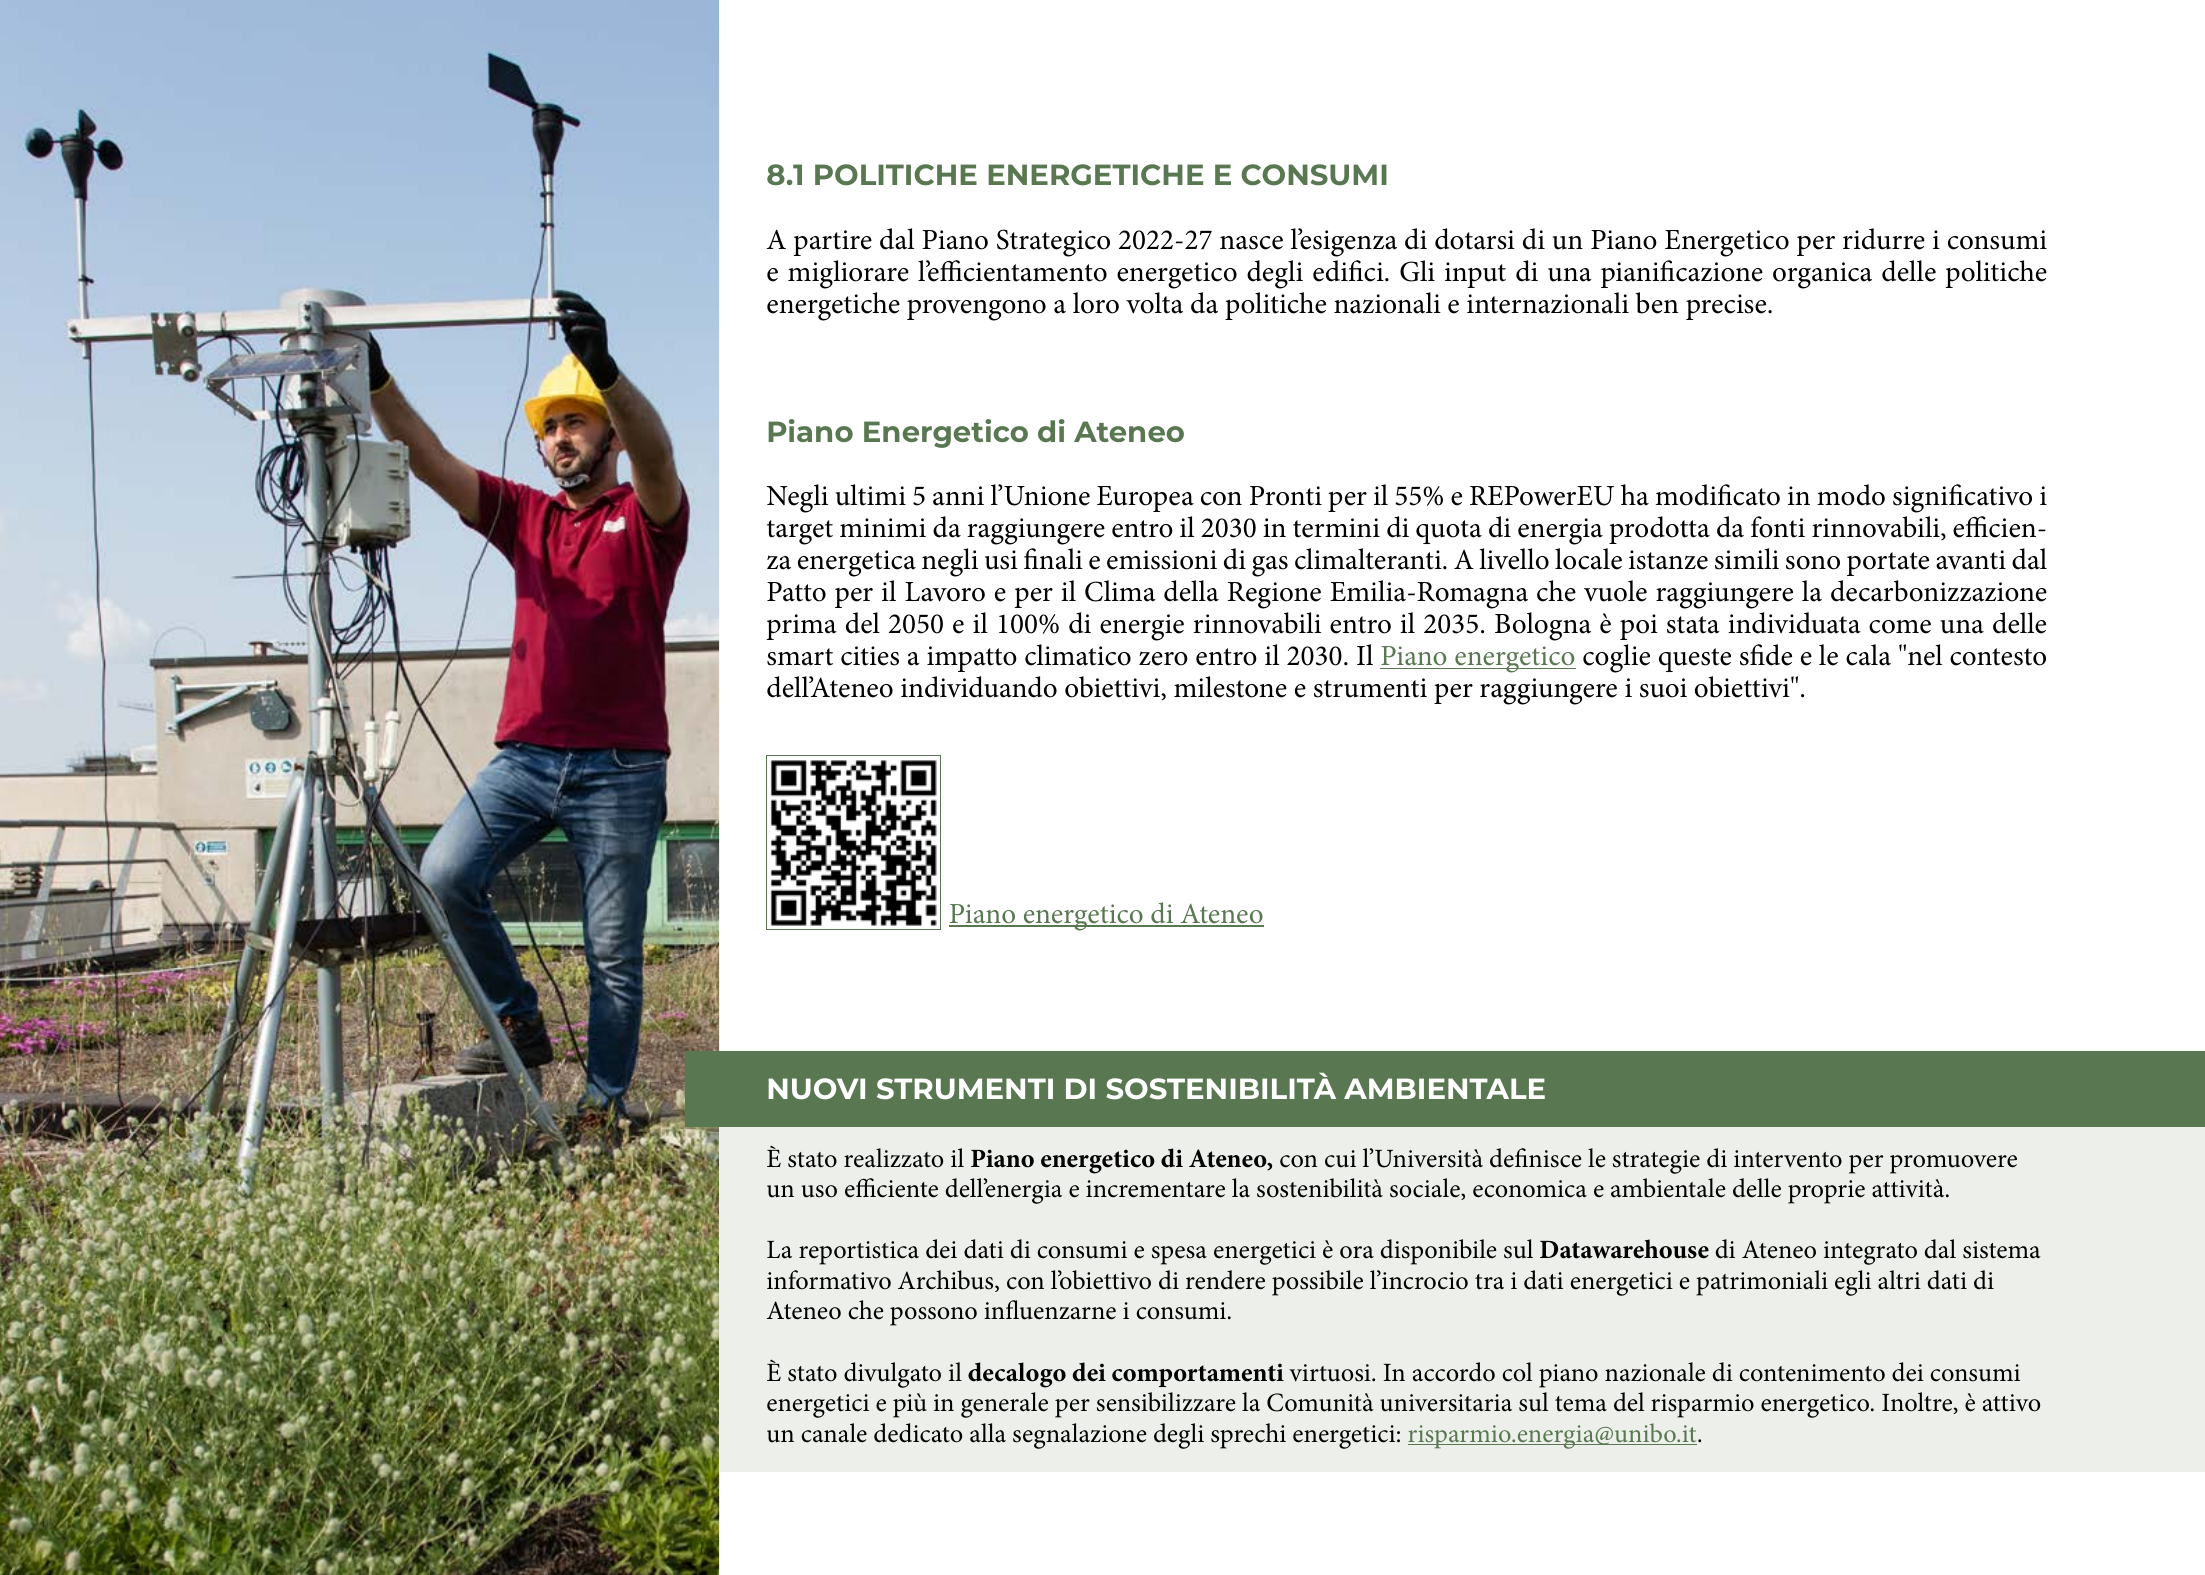 8.1 POLITICHE ENERGETICHE E CONSUMI
A partire dal Piano Strategico 2022-27 nasce l’esigenza di dotarsi di un Piano Energetico per ridurre i consumi
e migliorare l’efficientamento energetico degli edifici. Gli input di una pianificazione organica delle politiche
energetiche provengono a loro volta da politiche nazionali e internazionali ben precise.
Piano Energetico di Ateneo
Negli ultimi 5 anni l’Unione Europea con Pronti per il 55% e REPowerEU ha modificato in modo significativo i
target minimi da raggiungere entro il 2030 in termini di quota di energia prodotta da fonti rinnovabili, efficien-
za energetica negli usi finali e emissioni di gas climalteranti. A livello locale istanze simili sono portate avanti dal
Patto per il Lavoro e per il Clima della Regione Emilia-Romagna che vuole raggiungere la decarbonizzazione
prima del 2050 e il 100% di energie rinnovabili entro il 2035. Bologna è poi stata individuata come una delle
smart cities a impatto climatico zero entro il 2030. Il Piano energetico coglie queste sfide e le cala "nel contesto
dell’Ateneo individuando obiettivi, milestone e strumenti per raggiungere i suoi obiettivi".
Piano energetico di Ateneo
NUOVI STRUMENTI DI SOSTENIBILITÀ AMBIENTALE
È stato realizzato il Piano energetico di Ateneo, con cui l’Università definisce le strategie di intervento per promuovere
un uso efficiente dell’energia e incrementare la sostenibilità sociale, economica e ambientale delle proprie attività.
La reportistica dei dati di consumi e spesa energetici è ora disponibile sul Datawarehouse di Ateneo integrato dal sistema
informativo Archibus, con l’obiettivo di rendere possibile l’incrocio tra i dati energetici e patrimoniali egli altri dati di
Ateneo che possono influenzarne i consumi.
È stato divulgato il decalogo dei comportamenti virtuosi. In accordo col piano nazionale di contenimento dei consumi
energetici e più in generale per sensibilizzare la Comunità universitaria sul tema del risparmio energetico. Inoltre, è attivo
un canale dedicato alla segnalazione degli sprechi energetici: risparmio.energia@unibo.it.